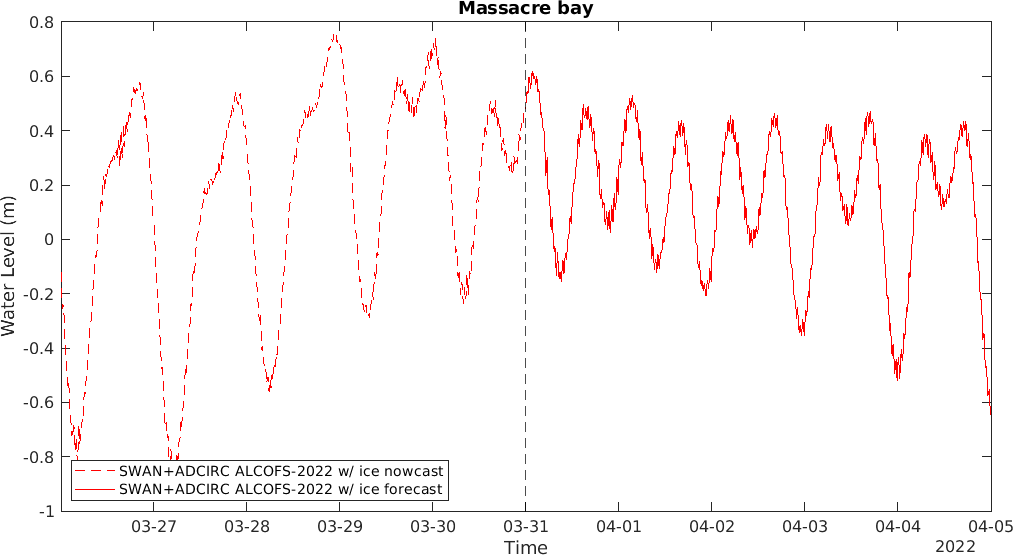 Massacre bay
0.8
0.6
0.4
0.2
0
-0.2
-0.4
-0.6
-0.8
-1
Water Level (m)
SWAN+ADCIRC ALCOFS-2022 w/ ice nowcast
SWAN+ADCIRC ALCOFS-2022 w/ ice forecast
03-27 03-28 03-29 03-30 03-31 04-01 04-02 04-03 04-04 04-05
Time
2022